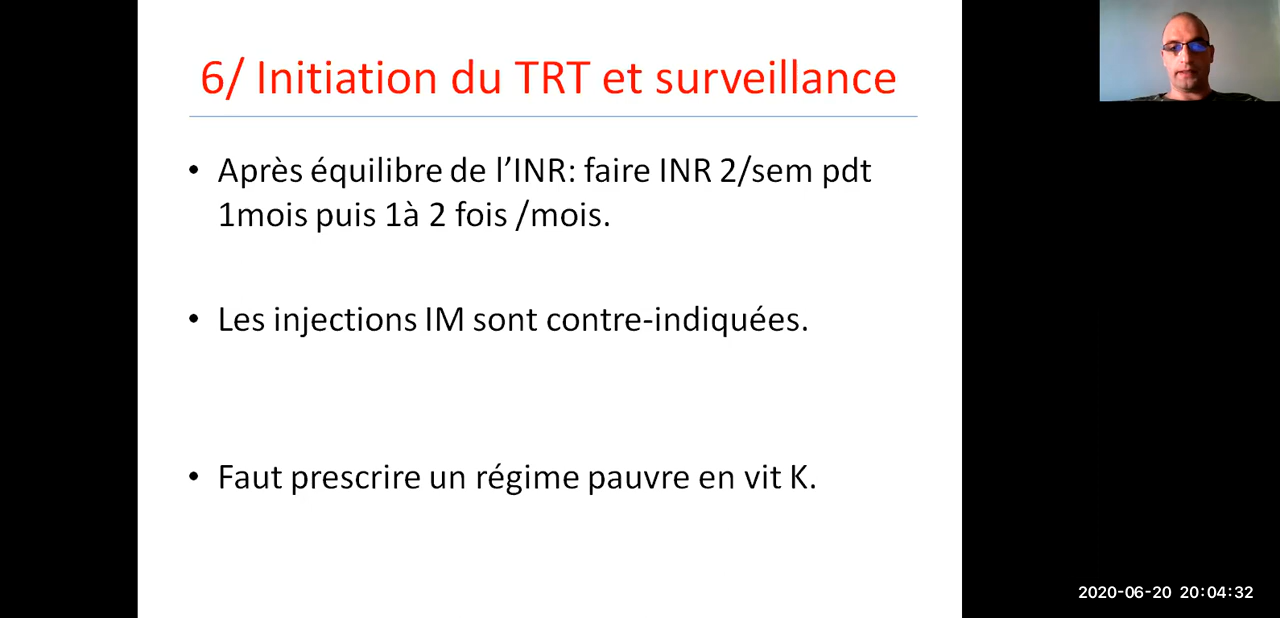 6/ Initiation du TRT et surveillance
• Après équilibre de l’INR: faire INR 2/sem pdt
1mois puis 1à 2 fois /mois.
• Les injections IM sont contre-indiquées.
• Faut prescrire un régime pauvre en vit K.
2020-06-20 20:04:32